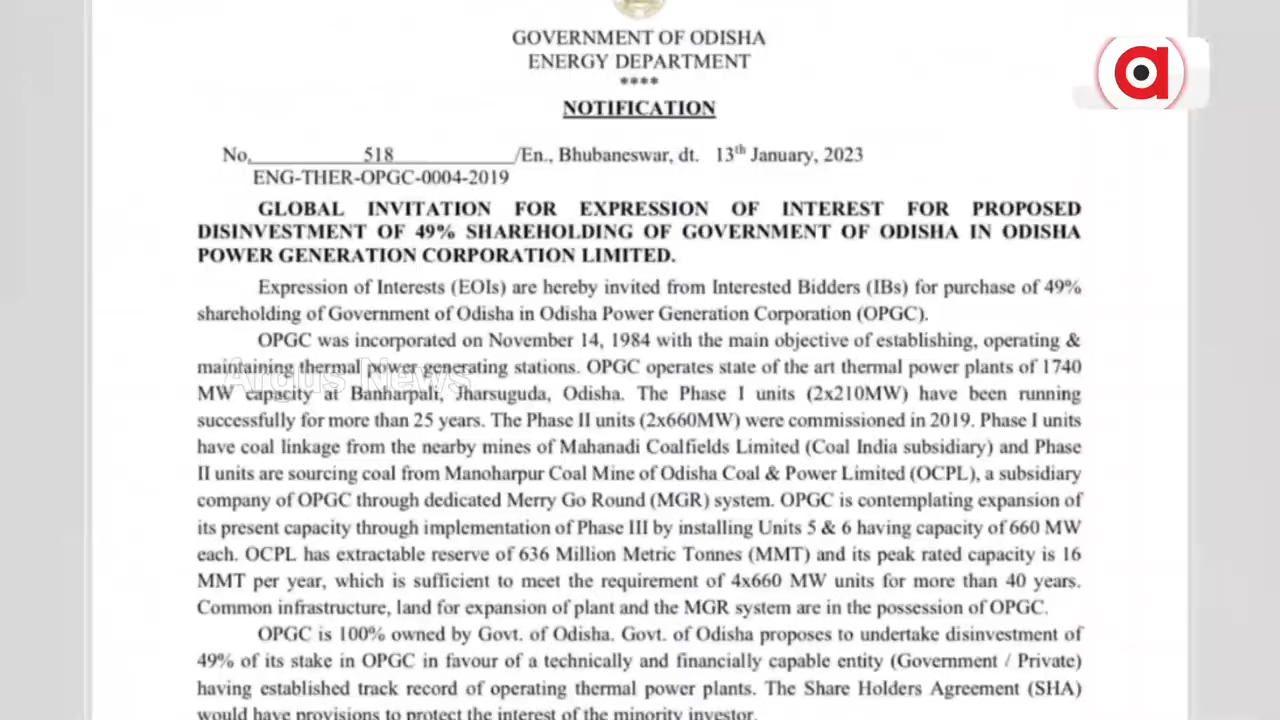 GOVERNMENT OF ODISHA
ENERGY DEPARTMENT
****
NOTIFICATION
No. 518 /En., Bhubaneswar, dt. 13th January, 2023
ENG-THER-OPGC-0004-2019
GLOBAL INVITATION FOR EXPRESSION OF INTEREST FOR PROPOSED
DISINVESTMENT OF 49% SHAREHOLDING OF GOVERNMENT OF ODISHA IN ODISHA
POWER GENERATION CORPORATION LIMITED.
Expression of Interests (EOIs) are hereby invited from Interested Bidders (IBs) for purchase of 49%
shareholding of Government of Odisha in Odisha Power Generation Corporation (OPGC).
OPGC was incorporated on November 14, 1984 with the main objective of establishing, operating &
maintaining thermal power generating stations. OPGC operates state of the art thermal power plants of 1740
Argus News
MW capacity at Banharpali, Jharsuguda, Odisha. The Phase I units (2x210MW) have been running
successfully for more than 25 years. The Phase II units (2x660MW) were commissioned in 2019. Phase I units
have coal linkage from the nearby mines of Mahanadi Coalfields Limited (Coal India subsidiary) and Phase
II units are sourcing coal from Manoharpur Coal Mine of Odisha Coal & Power Limited (OCPL), a subsidiary
company of OPGC through dedicated Merry Go Round (MGR) system. OPGC is contemplating expansion of
its present capacity through implementation of Phase III by installing Units 5 & 6 having capacity of 660 MW
each. OCPL has extractable reserve of 636 Million Metric Tonnes (MMT) and its peak rated capacity is 16
MMT per year, which is sufficient to meet the requirement of 4x660 MW units for more than 40 years.
Common infrastructure, land for expansion of plant and the MGR system are in the possession of OPGC.
OPGC is 100% owned by Govt. of Odisha. Govt. of Odisha proposes to undertake disinvestment of
49% of its stake in OPGC in favour of a technically and financially capable entity (Government / Private)
having established track record of operating thermal power plants. The Share Holders Agreement (SHA)
would have provisions to protect the interest of the minority investor.
a